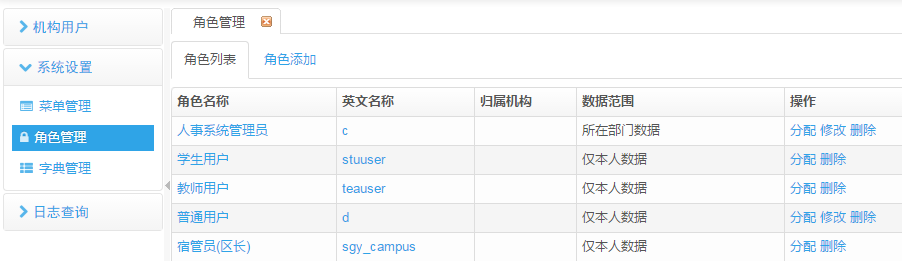 机构用户
系统设置
菜单管理
角色管理
字典管理
日志查询
角色管理
角色列表 角色添加
角色名称 英文名称 归属机构 数据范围 操作
人事系统管理员 c 所在部门数据 分配 修改 删除
学生用户 stuuser 仅本人数据 分配 删除
教师用户 teauser 仅本人数据 分配 删除
普通用户 d 仅本人数据 分配 修改 删除
宿管员(区长) sgy_campus 仅本人数据 分配 删除